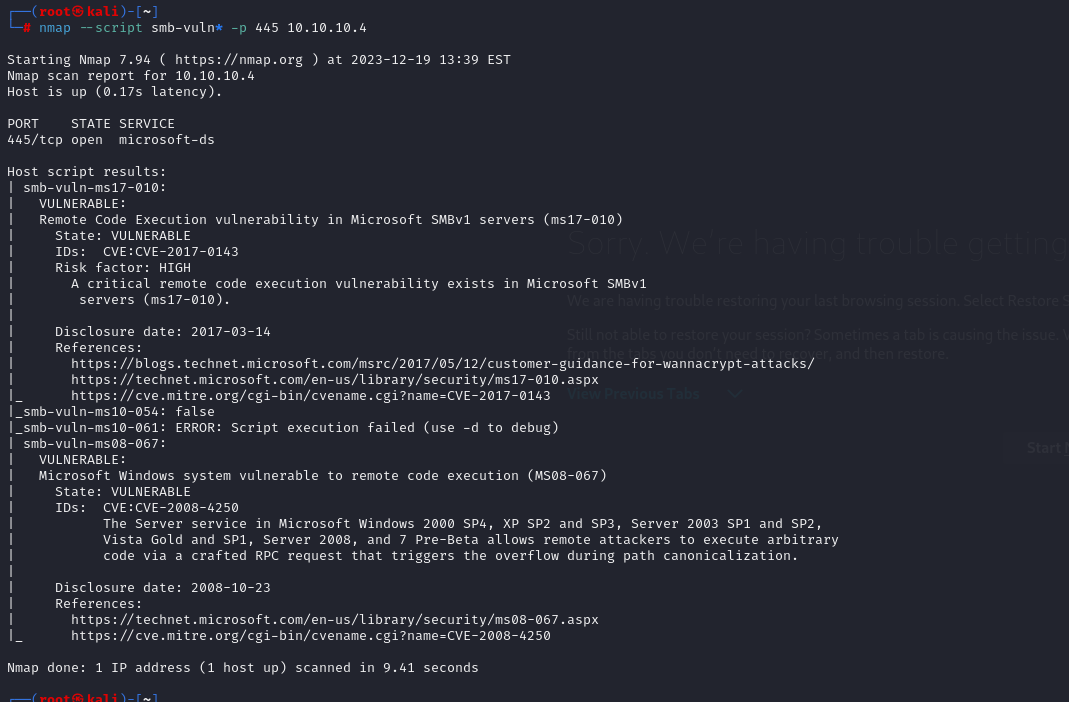 ┌──(root㉿kali)-[~]
└─# nmap --script smb-vuln* -p 445 10.10.10.4
Starting Nmap 7.94 ( https://nmap.org ) at 2023-12-19 13:39 EST
Nmap scan report for 10.10.10.4
Host is up (0.17s latency).
PORT    STATE SERVICE
445/tcp open  microsoft-ds
Host script results:
| smb-vuln-ms17-010:
|   VULNERABLE:
|   Remote Code Execution vulnerability in Microsoft SMBv1 servers (ms17-010)
|     State: VULNERABLE
|     IDs:  CVE:CVE-2017-0143
|     Risk factor: HIGH
|       A critical remote code execution vulnerability exists in Microsoft SMBv1
|        servers (ms17-010).
|
|     Disclosure date: 2017-03-14
|     References:
|       https://blogs.technet.microsoft.com/msrc/2017/05/12/customer-guidance-for-wannacrypt-attacks/
|       https://technet.microsoft.com/en-us/library/security/ms17-010.aspx
|_      https://cve.mitre.org/cgi-bin/cvename.cgi?name=CVE-2017-0143
|_smb-vuln-ms10-054: false
|_smb-vuln-ms10-061: ERROR: Script execution failed (use -d to debug)
| smb-vuln-ms08-067:
|   VULNERABLE:
|   Microsoft Windows system vulnerable to remote code execution (MS08-067)
|     State: VULNERABLE
|     IDs:  CVE:CVE-2008-4250
|           The Server service in Microsoft Windows 2000 SP4, XP SP2 and SP3, Server 2003 SP1 and SP2,
|           Vista Gold and SP1, Server 2008, and 7 Pre-Beta allows remote attackers to execute arbitrary
|           code via a crafted RPC request that triggers the overflow during path canonicalization.
|
|     Disclosure date: 2008-10-23
|     References:
|       https://technet.microsoft.com/en-us/library/security/ms08-067.aspx
|_      https://cve.mitre.org/cgi-bin/cvename.cgi?name=CVE-2008-4250
Nmap done: 1 IP address (1 host up) scanned in 9.41 seconds
┌──(root㉿kali)-[~]
Sorry. We're having trouble getting
We are having trouble restoring your last browsing session. Select Restore
Still not able to restore your session? Sometimes a tab is causing the issue.
from the tabs you don't need to recover, and then restore.
View Previous Tabs
Start